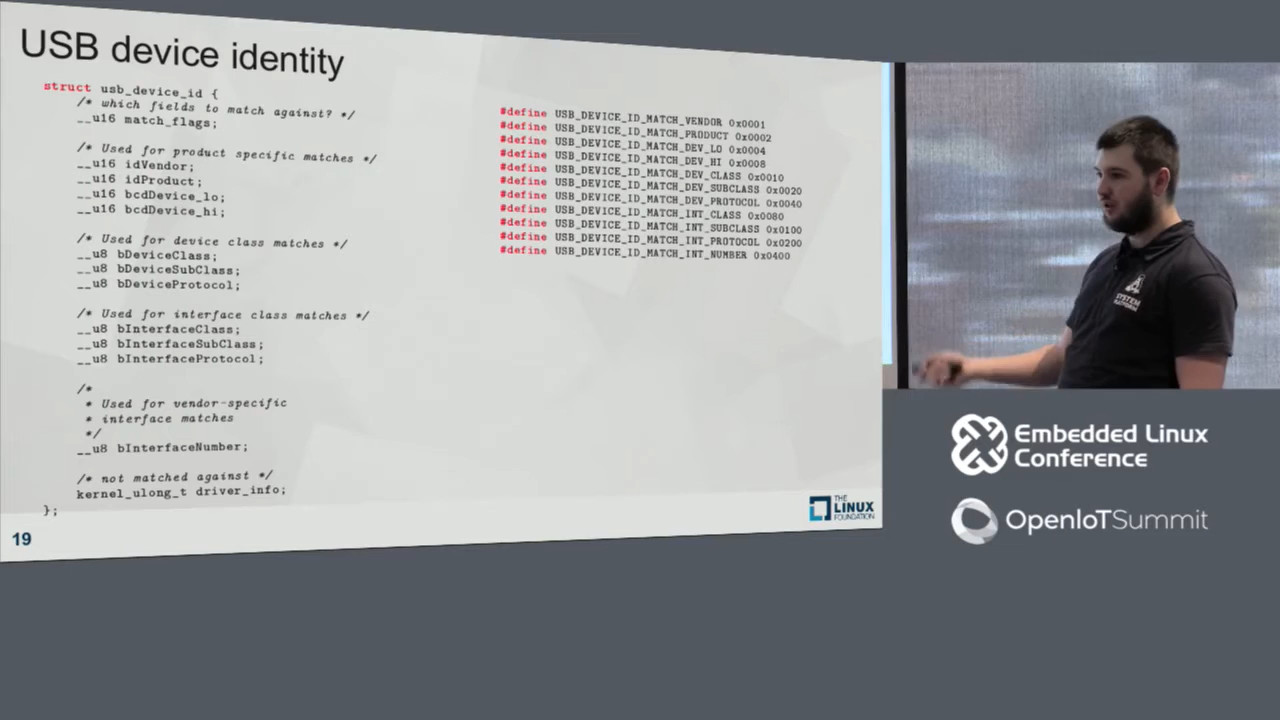 USB device identity
struct usb_device_id {
/* which fields to match against? */
__u16 match_flags;
/* Used for product specific matches */
__u16 idVendor;
__u16 idProduct;
__u16 bcdDevice_lo;
__u16 bcdDevice_hi;
/* Used for device class matches */
__u8 bDeviceClass;
__u8 bDeviceSubClass;
__u8 bDeviceProtocol;
/* Used for interface class matches */
__u8 bInterfaceClass;
__u8 bInterfaceSubClass;
__u8 bInterfaceProtocol;
/*
* Used for vendor-specific
* interface matches
*/
__u8 bInterfaceNumber;
/* not matched against */
kernel_ulong_t driver_info;
};
#define USB_DEVICE_ID_MATCH_VENDOR 0x0001
#define USB_DEVICE_ID_MATCH_PRODUCT 0x0002
#define USB_DEVICE_ID_MATCH_DEV_LO 0x0004
#define USB_DEVICE_ID_MATCH_DEV_HI 0x0008
#define USB_DEVICE_ID_MATCH_DEV_CLASS 0x0010
#define USB_DEVICE_ID_MATCH_DEV_SUBCLASS 0x0020
#define USB_DEVICE_ID_MATCH_DEV_PROTOCOL 0x0040
#define USB_DEVICE_ID_MATCH_INT_CLASS 0x0080
#define USB_DEVICE_ID_MATCH_INT_SUBCLASS 0x0100
#define USB_DEVICE_ID_MATCH_INT_PROTOCOL 0x0200
#define USB_DEVICE_ID_MATCH_INT_NUMBER 0x0400
19
THE
LINUX
FOUNDATION
SYSTEM
Embedded Linux
Conference
OpenIoTSummit